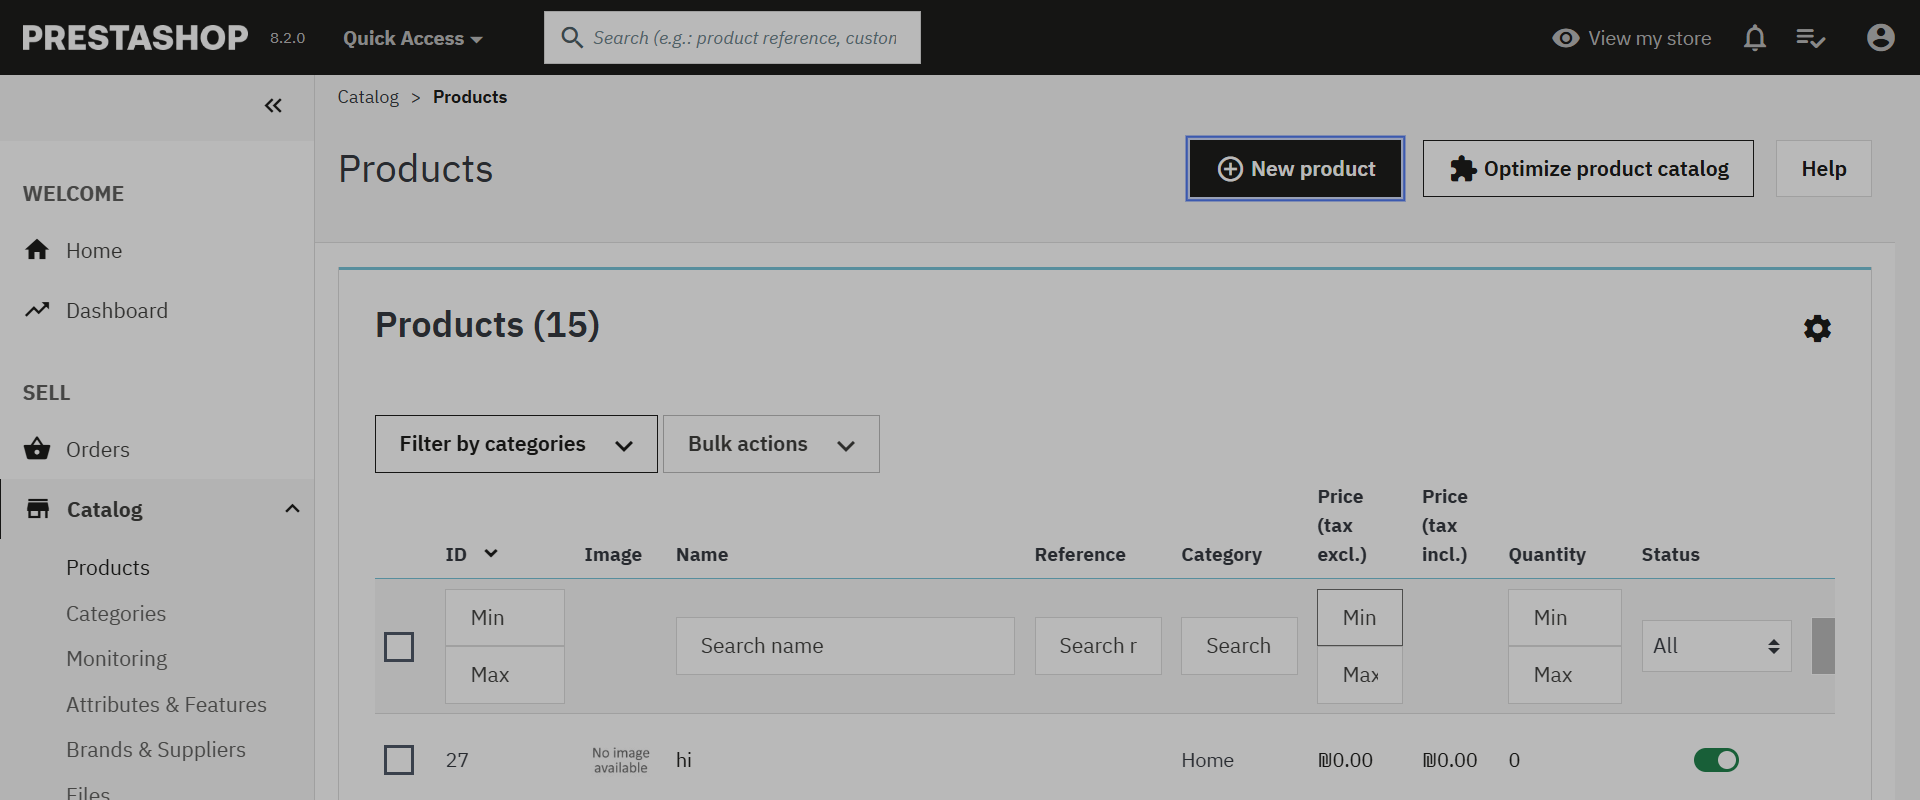 PRESTASHOP 8.2.0 Quick Access Search (e.g.: product reference, custon View my store
Catalog > Products
Products New product Optimize product catalog Help
WELCOME
Home
Dashboard
SELL
Orders
Catalog
Products
Categories
Monitoring
Attributes & Features
Brands & Suppliers
Files
Products (15)
Filter by categories Bulk actions
ID Image Name Reference Category Price (tax excl.) Price (tax incl.) Quantity Status
Min Search name Search r Search Min Min All
Max Max Max
27 No image available hi Home ₪0.00 ₪0.00 0